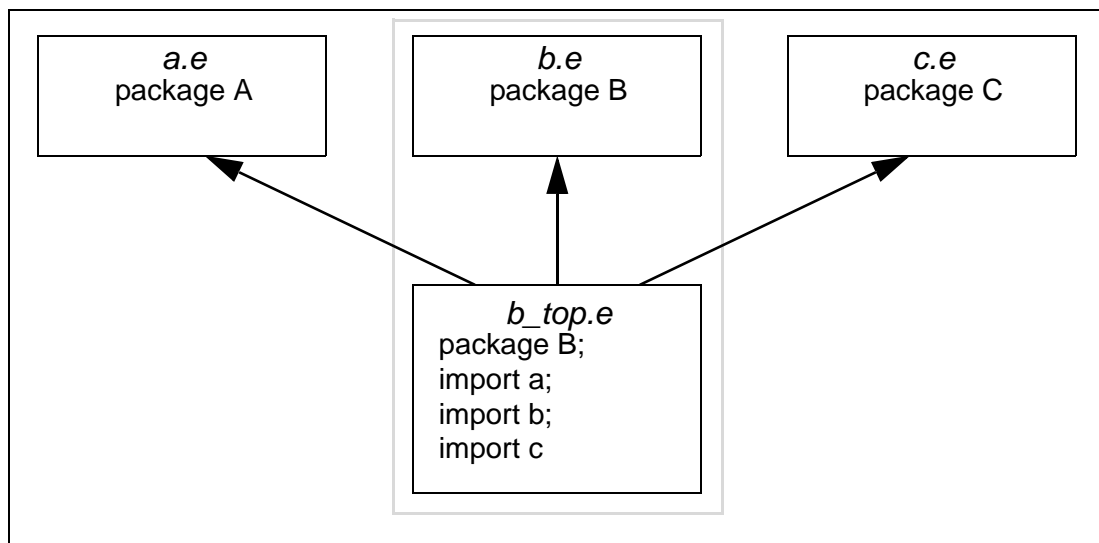 a.e
package A
b.e
package B
c.e
package C
b_top.e
package B;
import a;
import b;
import c